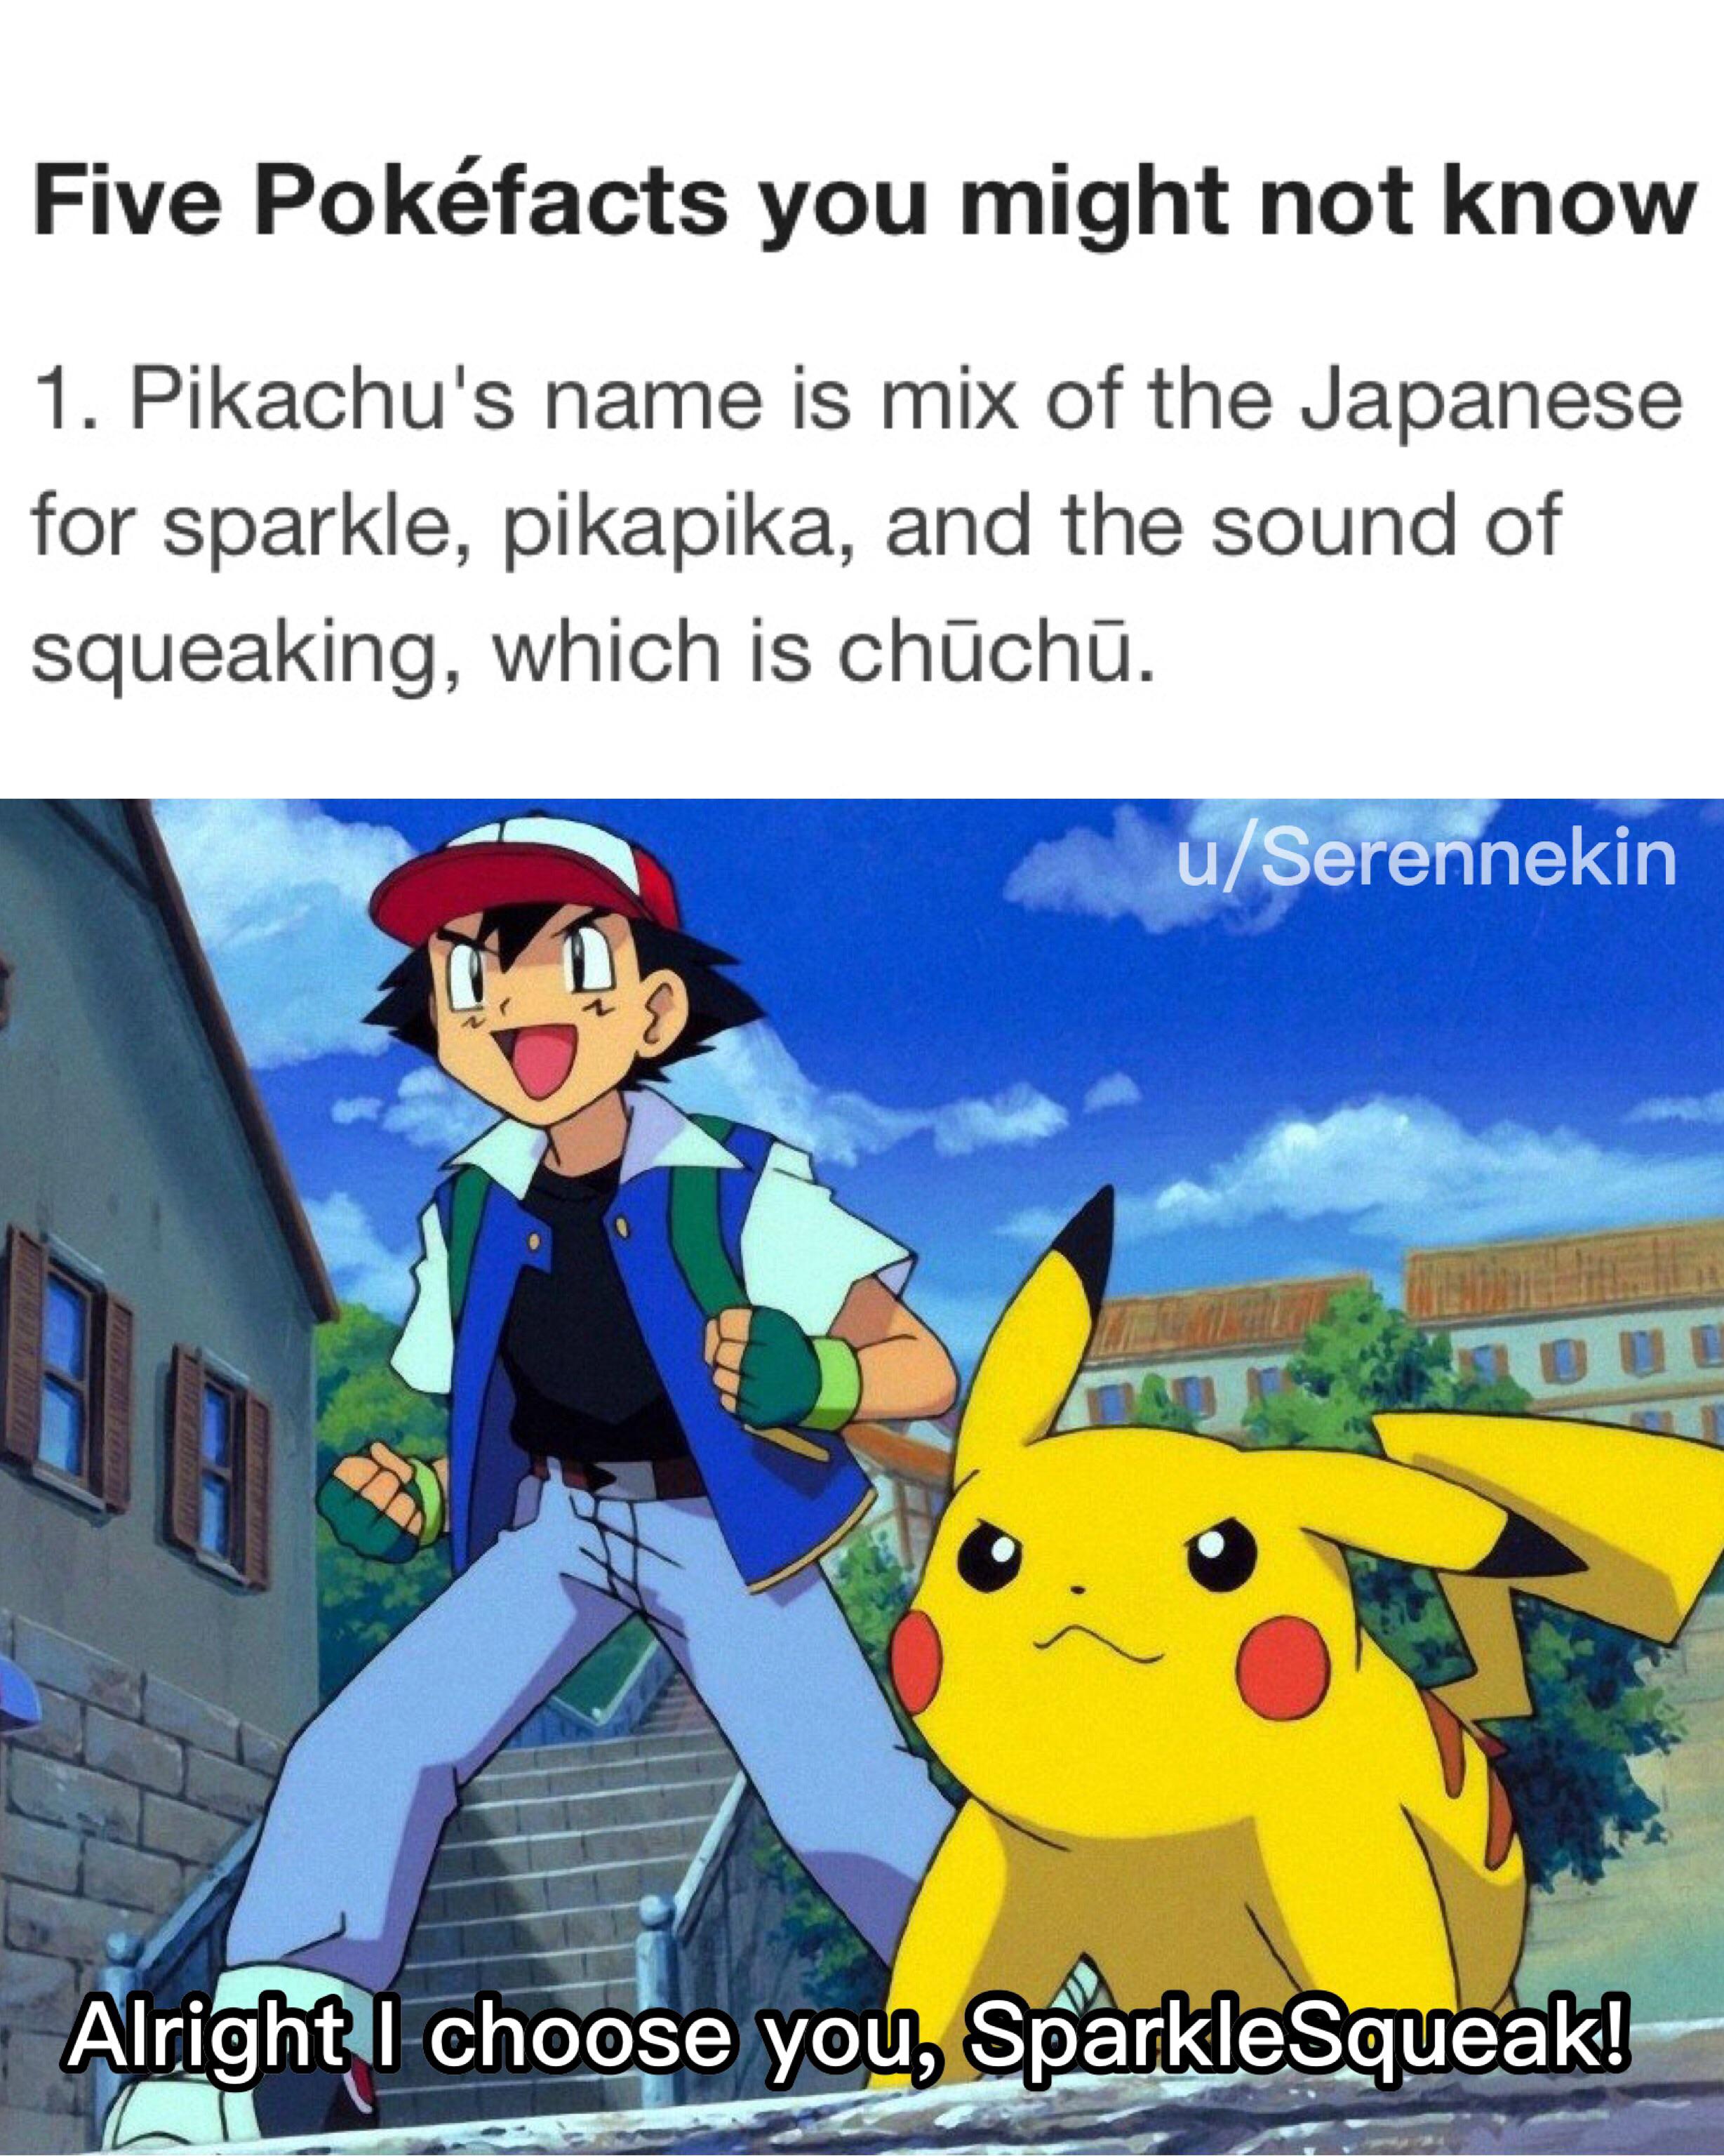 Five Pokéfacts you might not know
1. Pikachu's name is mix of the Japanese
for sparkle, pikapika, and the sound of
squeaking, which is chūchū.
u/Serennekin
Alright I choose you, SparkleSqueak!